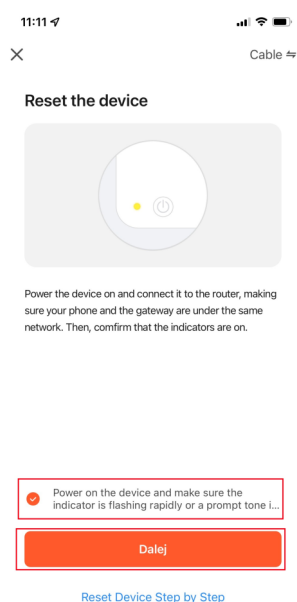 11:11
Cable
Reset the device
Power the device on and connect it to the router, making
sure your phone and the gateway are under the same
network. Then, comfirm that the indicators are on.
Power on the device and make sure the
indicator is flashing rapidly or a prompt tone i...
Dalej
Reset Device Step by Step